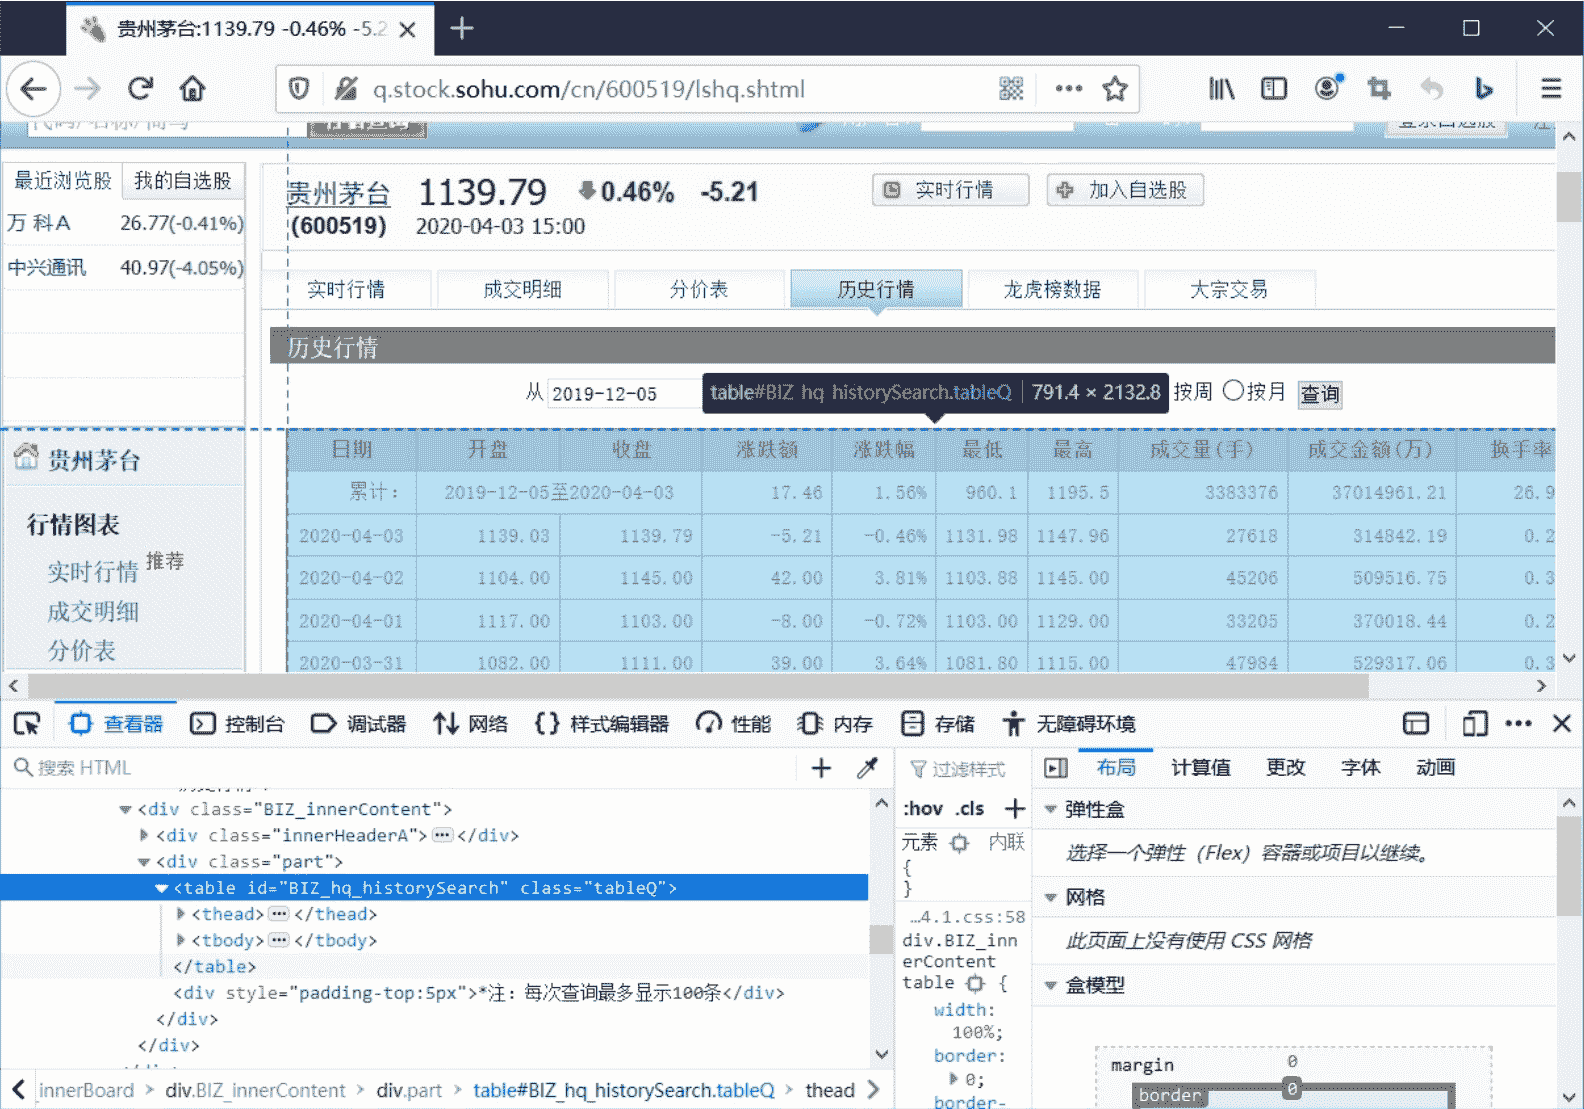 贵州茅台:1139.79 -0.46% -5.2
q.stock.sohu.com/cn/600519/lshq.shtml
最近浏览股 我的自选股
万 科A 26.77(-0.41%)
中兴通讯 40.97(-4.05%)
贵州茅台 1139.79 0.46% -5.21
(600519) 2020-04-03 15:00
实时行情 加入自选股
实时行情 成交明细 分价表 历史行情 龙虎榜数据 大宗交易
历史行情
从 2019-12-05 table#BIZ_hq_historySearch.tableQ 791.4 × 2132.8 按周 按月 查询
日期 开盘 收盘 涨跌额 涨跌幅 最低 最高 成交量(手) 成交金额(万) 换手率
累计： 2019-12-05至2020-04-03 17.46 1.56% 960.1 1195.5 3383376 37014961.21 26.9
2020-04-03 1139.03 1139.79 -5.21 -0.46% 1131.98 1147.96 27618 314842.19 0.2
2020-04-02 1104.00 1145.00 42.00 3.81% 1103.88 1145.00 45206 509516.75 0.3
2020-04-01 1117.00 1103.00 -8.00 -0.72% 1103.00 1129.00 33205 370018.44 0.2
2020-03-31 1082.00 1111.00 39.00 3.64% 1081.80 1115.00 47984 529317.06 0.3
贵州茅台
行情图表
实时行情 推荐
成交明细
分价表
查看器 控制台 调试器 网络 样式编辑器 性能 内存 存储 无障碍环境
搜索 HTML
<div class="BIZ_innerContent">
<div class="innerHeaderA">…</div>
<div class="part">
<table id="BIZ_hq_historySearch" class="tableQ">
<thead>…</thead>
<tbody>…</tbody>
</table>
<div style="padding-top:5px">*注：每次查询最多显示100条</div>
</div>
</div>
innerBoard > div.BIZ_innerContent > div.part > table#BIZ_hq_historySearch.tableQ > thead
过滤样式
:hov .cls +
元素 内联
{
}
…4.1.css:58
div.BIZ_inn
erContent
table {
width:
100%;
border:
0;
border-
布局 计算值 更改 字体 动画
弹性盒
选择一个弹性（Flex）容器或项目以继续。
网格
此页面上没有使用 CSS 网格
盒模型
margin 0
border 0